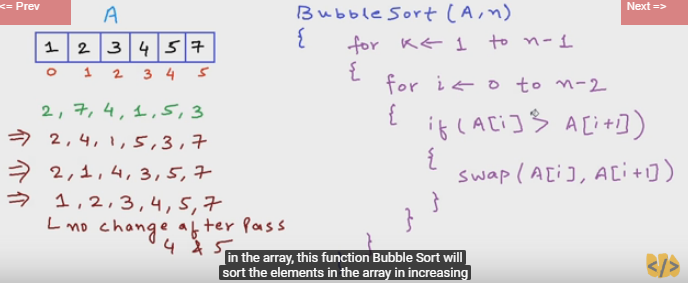 <= Prev
Next =>
A
1 2 3 4 5 7
0 1 2 3 4 5
2, 7, 4, 1, 5, 3
⇒ 2, 4, 1, 5, 3, 7
⇒ 2, 1, 4, 3, 5, 7
⇒ 1, 2, 3, 4, 5, 7
no change after Pass
4 & 5
BubbleSort (A, n)
{
for K ← 1 to n-1
{
for i ← 0 to n-2
{
if (A[i] > A[i+1])
{
swap (A[i], A[i+1])
}
}
}
in the array, this function Bubble Sort will
sort the elements in the array in increasing